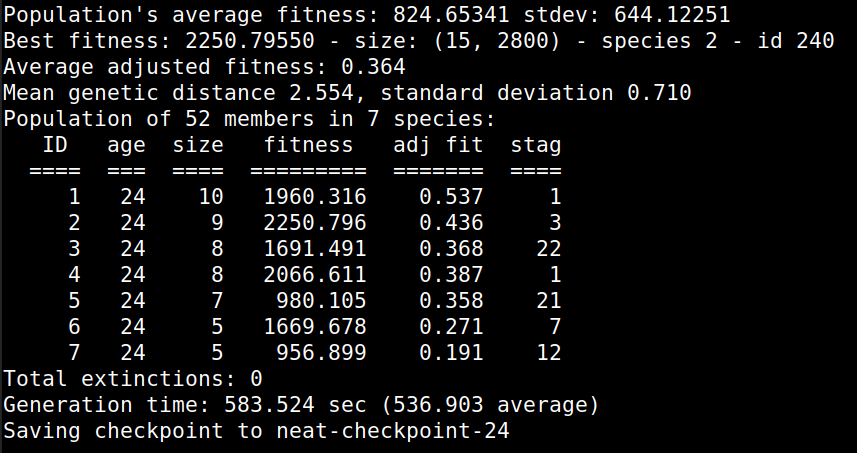 Population's average fitness: 824.65341 stdev: 644.12251
Best fitness: 2250.79550 - size: (15, 2800) - species 2 - id 240
Average adjusted fitness: 0.364
Mean genetic distance 2.554, standard deviation 0.710
Population of 52 members in 7 species:
   ID   age  size   fitness   adj fit  stag
  ====  ===  ====  =========  =======  ====
     1   24    10   1960.316    0.537     1
     2   24     9   2250.796    0.436     3
     3   24     8   1691.491    0.368    22
     4   24     8   2066.611    0.387     1
     5   24     7    980.105    0.358    21
     6   24     5   1669.678    0.271     7
     7   24     5    956.899    0.191    12
Total extinctions: 0
Generation time: 583.524 sec (536.903 average)
Saving checkpoint to neat-checkpoint-24